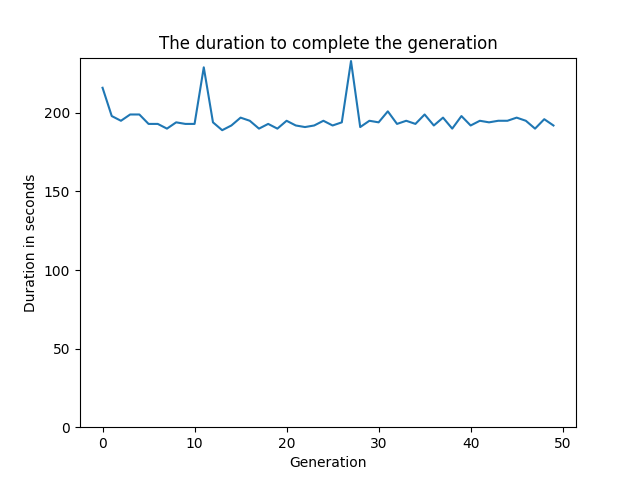 The duration to complete the generation
200
150
100
50
0
Duration in seconds
0 10 20 30 40 50
Generation